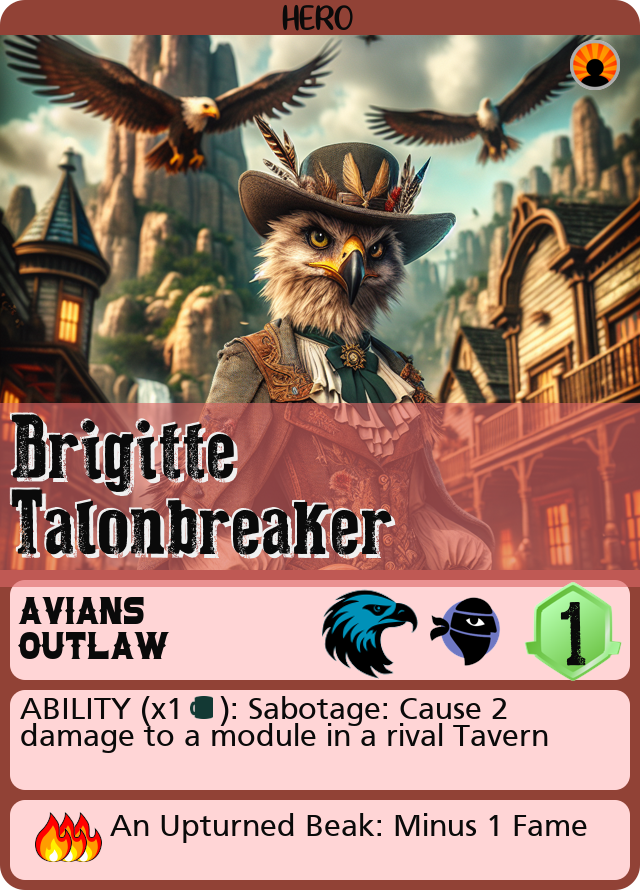 HERO
Brigitte
Talonbreaker
AVIANS
OUTLAW
1
ABILITY (x1 ): Sabotage: Cause 2
damage to a module in a rival Tavern
An Upturned Beak: Minus 1 Fame